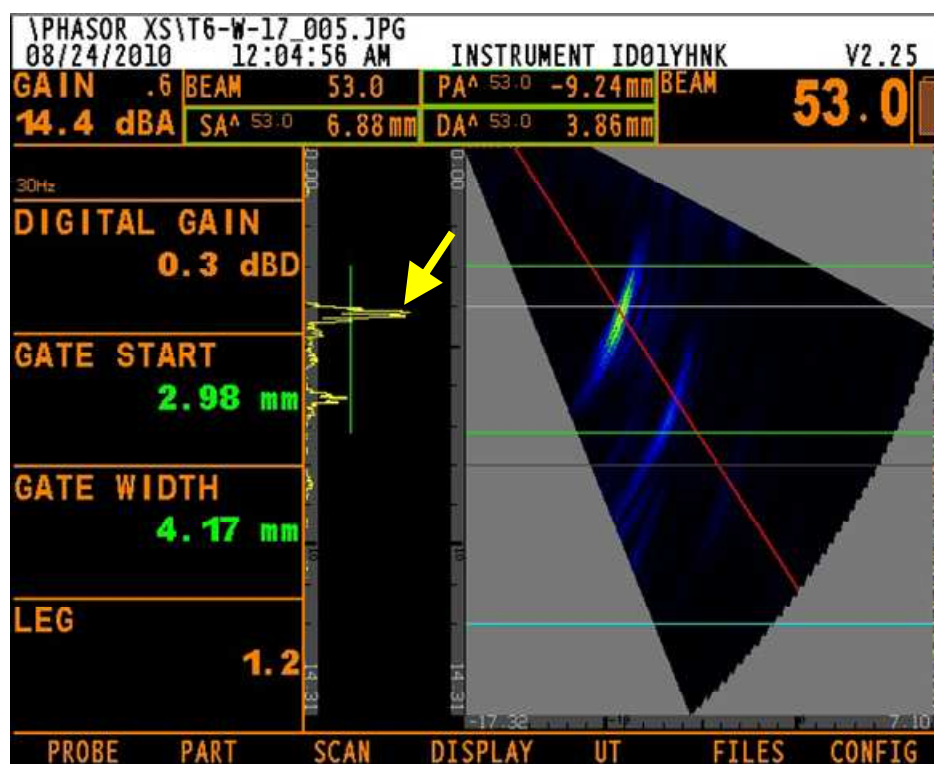 \PHASOR XS\T6-W-17_005.JPG
08/24/2010 12:04:56 AM INSTRUMENT ID01YHNK V2.25
GAIN .6 BEAM 53.0 PA^ 53.0 -9.24mm BEAM 53.0
14.4 dBA SA^ 53.0 6.88mm DA^ 53.0 3.86mm
30Hz
0.00 0.00
DIGITAL GAIN
0.3 dBD
GATE START
2.98 mm
GATE WIDTH
4.17 mm
10 10
LEG
1.2
14.31 14.31
-17.32 -10 0 7.10
PROBE PART SCAN DISPLAY UT FILES CONFIG